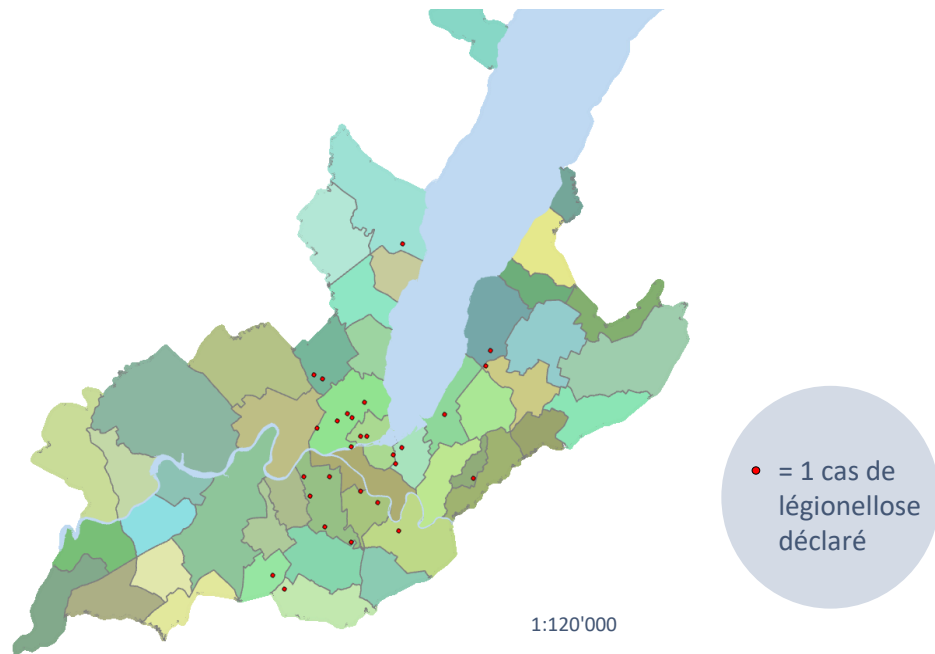 = 1 cas de
légionellose
déclaré
1:120'000